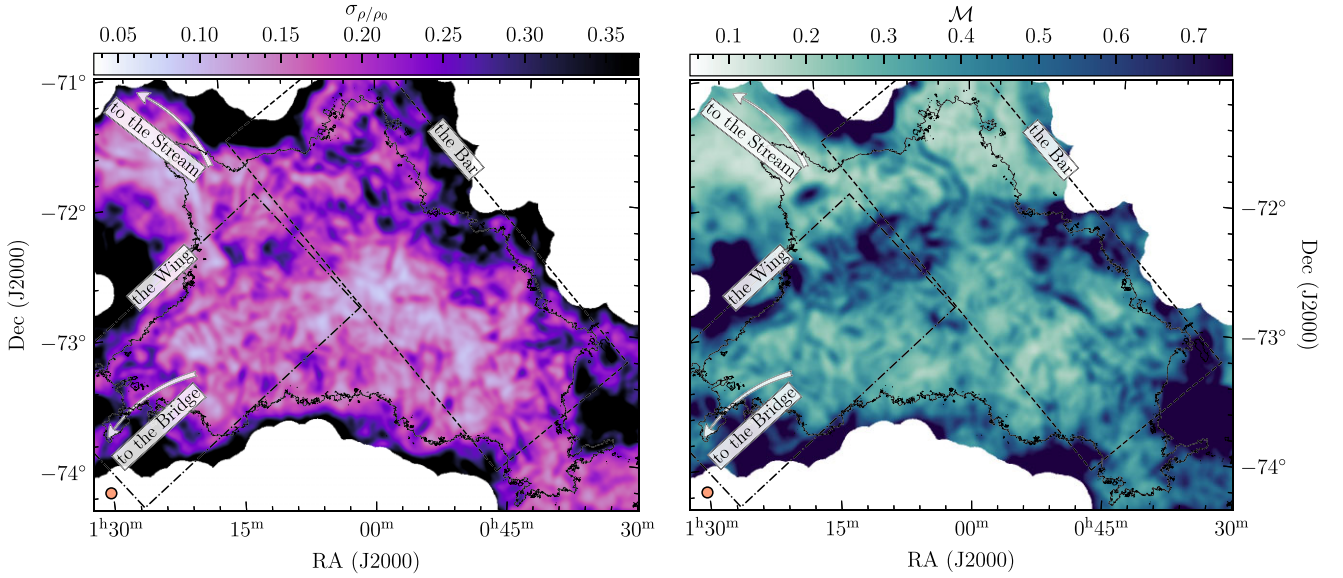 σρ/ρ0
0.05 0.10 0.15 0.20 0.25 0.30 0.35
−71°
−72°
−73°
−74°
Dec (J2000)
to the Stream
the Bar
the Wing
to the Bridge
1ʰ30ᵐ 15ᵐ 00ᵐ 0ʰ45ᵐ 30ᵐ
RA (J2000)
ℳ
0.1 0.2 0.3 0.4 0.5 0.6 0.7
to the Stream
the Bar
the Wing
to the Bridge
−72°
−73°
−74°
Dec (J2000)
1ʰ30ᵐ 15ᵐ 00ᵐ 0ʰ45ᵐ 30ᵐ
RA (J2000)